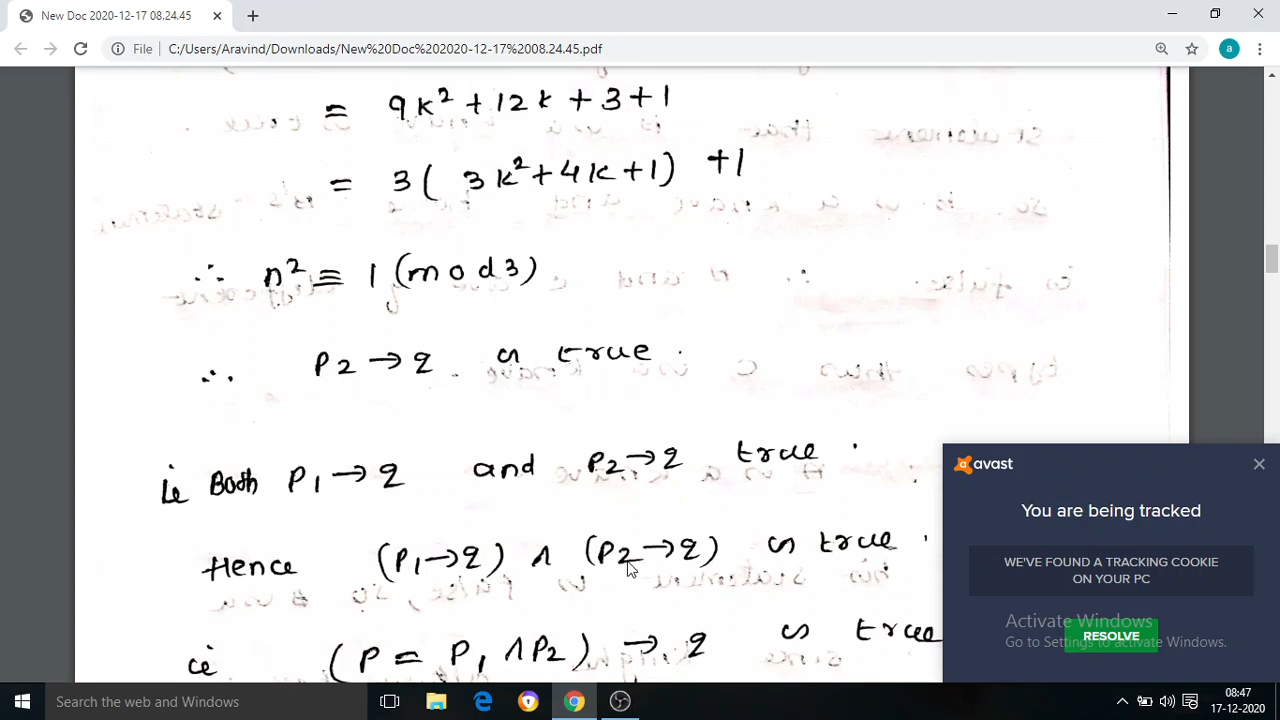 New Doc 2020-12-17 08.24.45
File
C:/Users/Aravind/Downloads/New%20Doc%202020-12-17%2008.24.45.pdf
a
= 9k² + 12k + 3 + 1
= 3( 3k² + 4k + 1) + 1
∴ n² ≡ 1 (mod 3)
∴ P2 → q is true.
ie Both P1 → q and P2 → q true.
Hence (P1 → q) ∧ (P2 → q) is true.
ie (P = P1 ∧ P2) → q is true
avast
You are being tracked
WE'VE FOUND A TRACKING COOKIE
ON YOUR PC
Activate Windows
Go to Settings to activate Windows.
RESOLVE
Search the web and Windows
08:47
17-12-2020